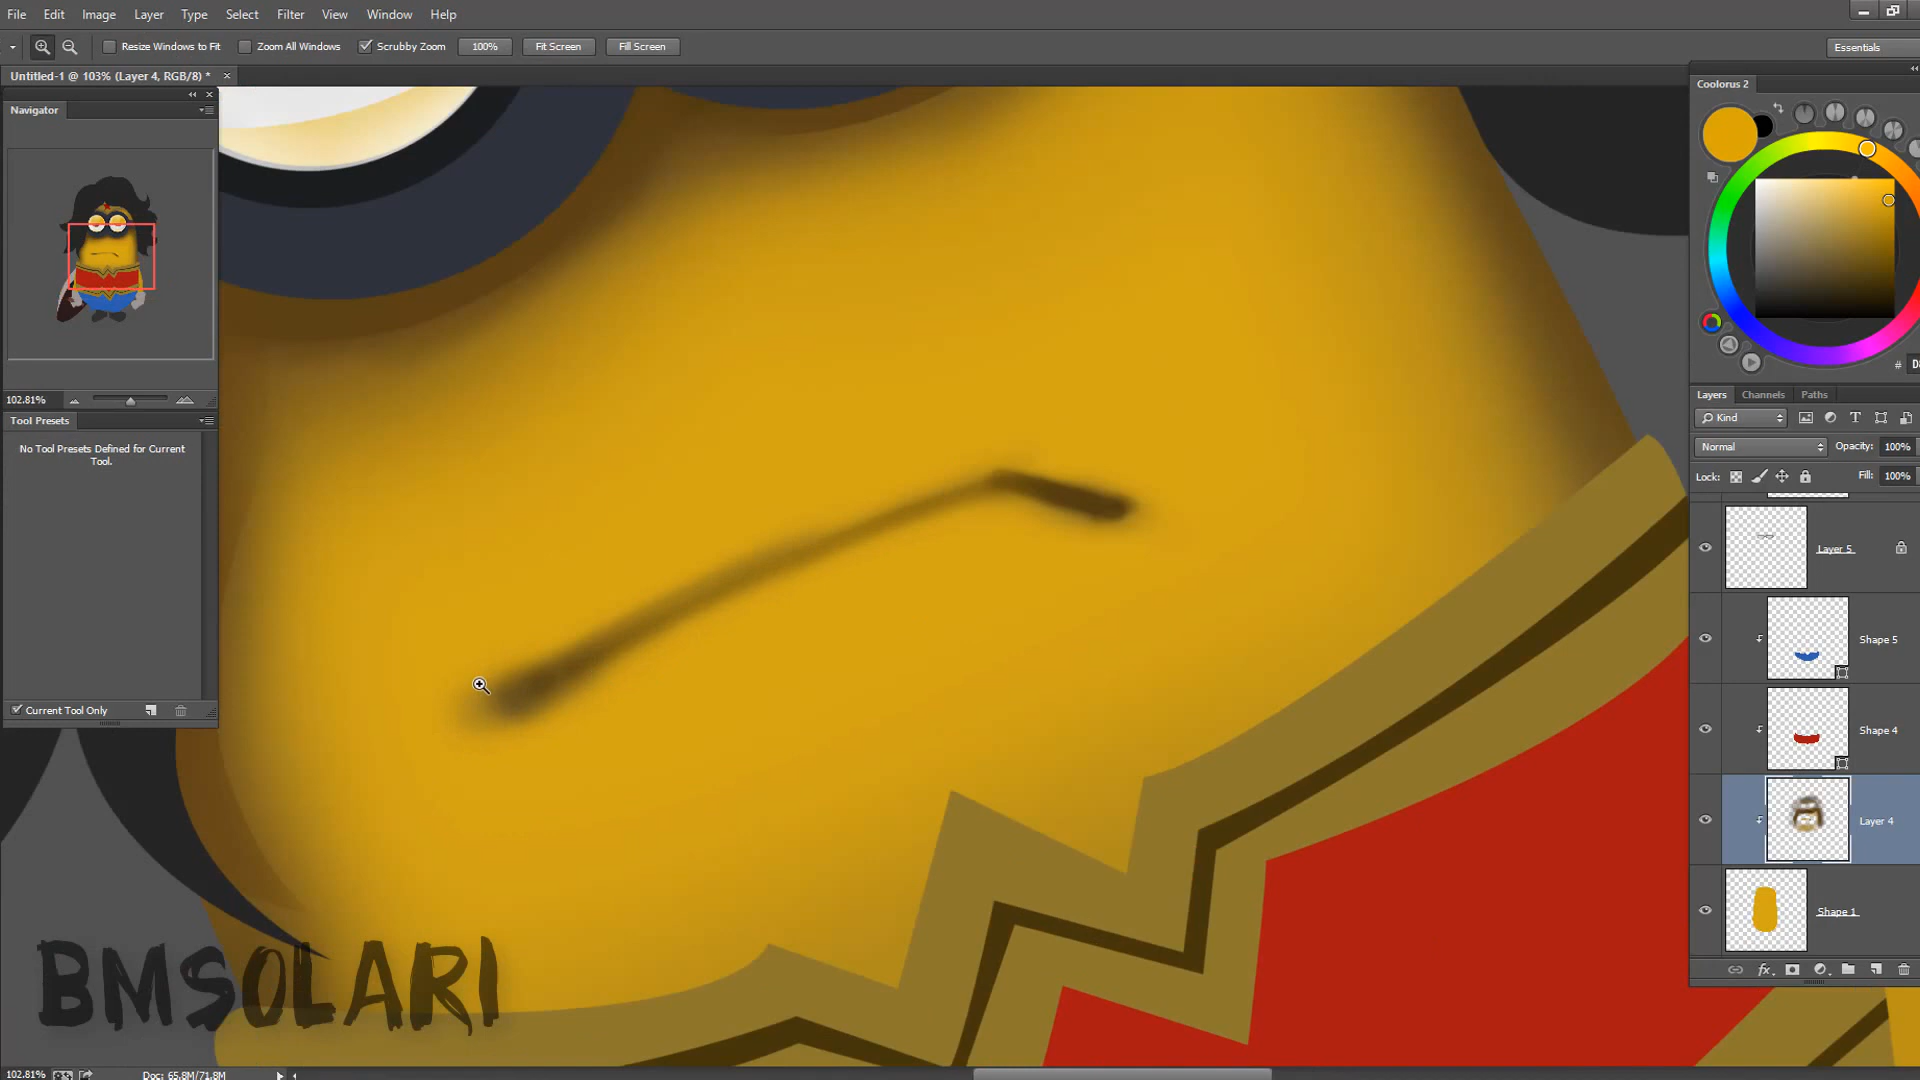 File Edit Image Layer Type Select Filter View Window Help
Resize Windows to Fit Zoom All Windows Scrubby Zoom 100% Fit Screen Fill Screen
Essentials
Untitled-1 @ 103% (Layer 4, RGB/8) * ×
Navigator
Coolorus 2
102.81%
Tool Presets
No Tool Presets Defined for Current
Tool.
Current Tool Only
#
Layers Channels Paths
Kind
Normal Opacity: 100%
Lock: Fill: 100%
Layer 5
Shape 5
Shape 4
Layer 4
Shape 1
fx
BMSOLARI
102.81% Doc: 65.8M/71.8M